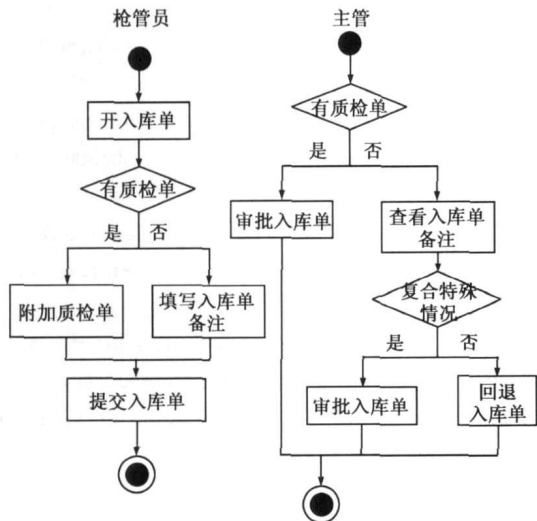 枪管员
主管
开入库单
有质检单
有质检单
是
否
是
否
附加质检单
填写入库单
备注
提交入库单
审批入库单
查看入库单
备注
复合特殊
情况
是
否
审批入库单
回退
入库单